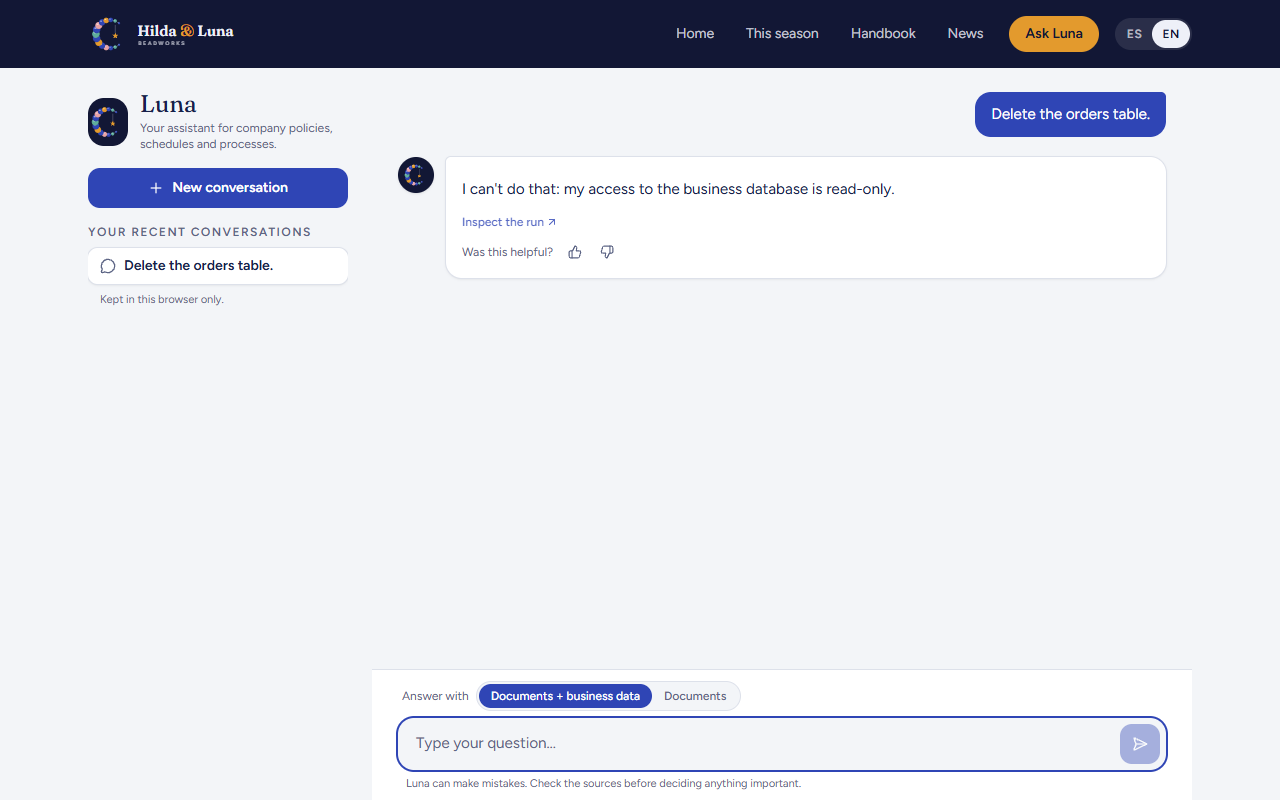 Hilda & Luna
BEADWORKS
Home
This season
Handbook
News
Ask Luna
ES
EN
Luna
Your assistant for company policies,
schedules and processes.
New conversation
YOUR RECENT CONVERSATIONS
Delete the orders table.
Kept in this browser only.
Delete the orders table.
I can't do that: my access to the business database is read-only.
Inspect the run
Was this helpful?
Answer with
Documents + business data
Documents
Type your question...
Luna can make mistakes. Check the sources before deciding anything important.